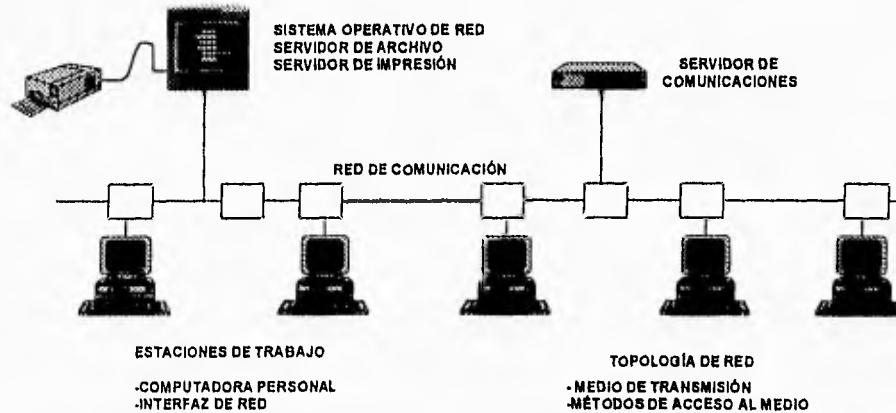 SISTEMA OPERATIVO DE RED
SERVIDOR DE ARCHIVO
SERVIDOR DE IMPRESIÓN
SERVIDOR DE
COMUNICACIONES
RED DE COMUNICACIÓN
ESTACIONES DE TRABAJO
-COMPUTADORA PERSONAL
-INTERFAZ DE RED
TOPOLOGÍA DE RED
- MEDIO DE TRANSMISIÓN
-MÉTODOS DE ACCESO AL MEDIO